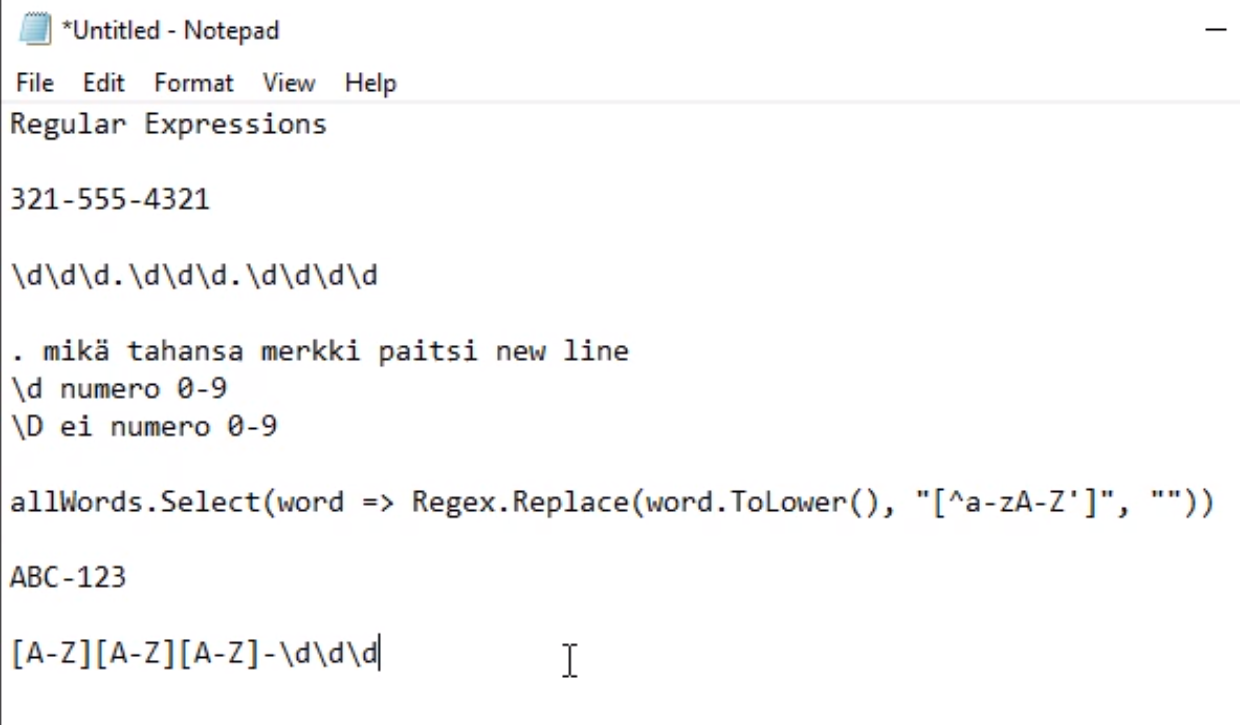 *Untitled - Notepad
File Edit Format View Help
Regular Expressions
321-555-4321
\d\d\d.\d\d\d.\d\d\d\d
. mikä tahansa merkki paitsi new line
\d numero 0-9
\D ei numero 0-9
allWords.Select(word => Regex.Replace(word.ToLower(), "[^a-zA-Z']", ""))
ABC-123
[A-Z][A-Z][A-Z]-\d\d\d